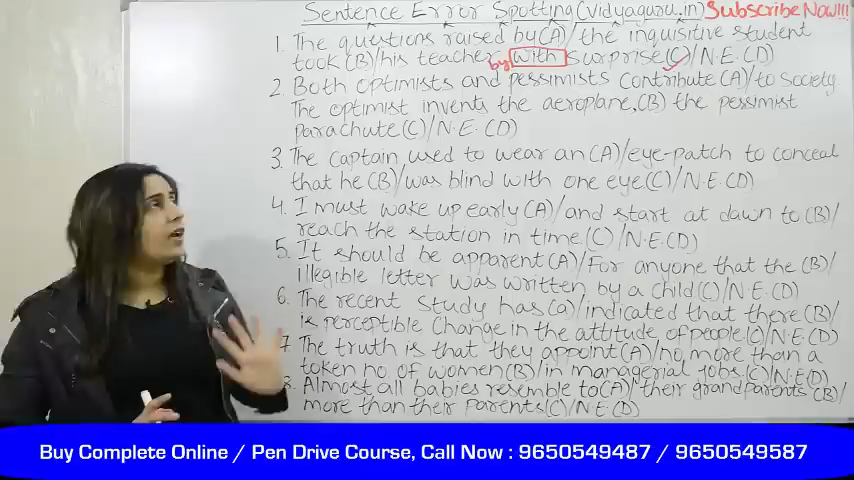 Sentence Error Spotting (vidyaguru.in) Subscribe Now!!!
1. The questions raised by (A)/the inquisitive student
took (B)/his teacher by with surprise (C)/N.E. (D)
2. Both optimists and pessimists contribute (A)/to society
The optimist invents the aeroplane, (B) the pessimist
parachute (C)/N.E. (D)
3. The captain used to wear an (A)/eye-patch to conceal
that he (B)/was blind with one eye (C)/N.E. (D)
4. I must wake up early (A)/and start at dawn to (B)/
reach the station in time. (C)/N.E. (D)
5. It should be apparent (A)/For anyone that the (B)/
illegible letter was written by a child (C)/N.E. (D)
6. The recent study has (a)/indicated that there (B)/
is perceptible change in the attitude of people. (C)/N.E. (D)
7. The truth is that they appoint (A)/no more than a
token no of women (B)/in managerial jobs. (C)/N.E. (D)
8. Almost all babies resemble to (A)/their grandparents (B)/
more than their parents (C)/N.E. (D)
Buy Complete Online / Pen Drive Course, Call Now : 9650549487 / 9650549587